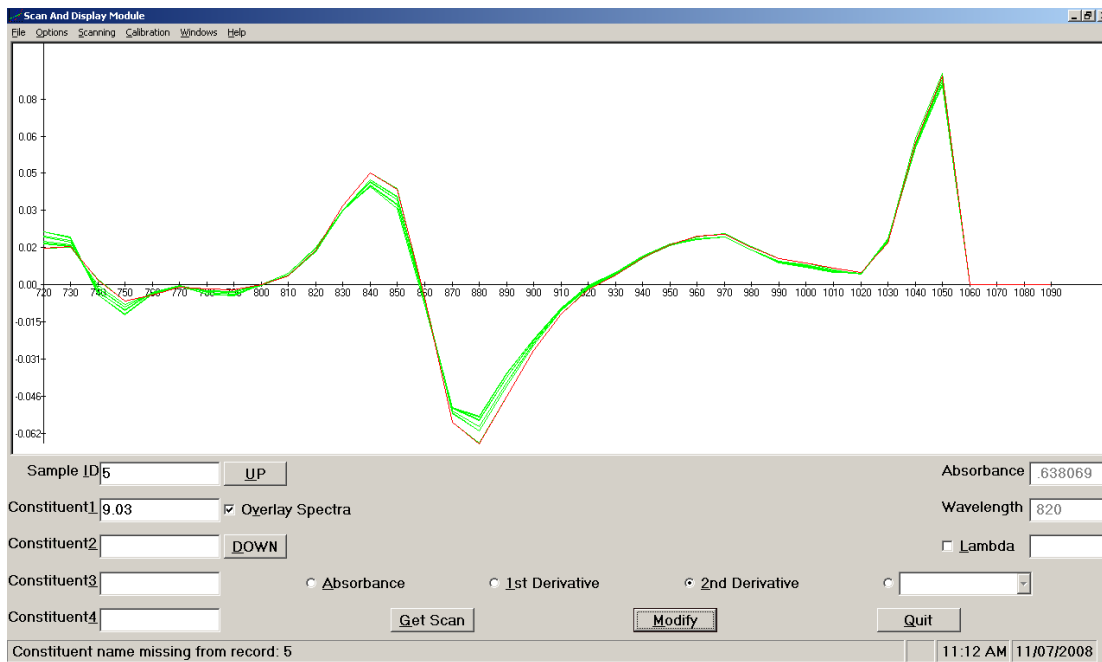 Scan And Display Module
File Options Scanning Calibration Windows Help
0.08
0.06
0.05
0.03
0.02
0.00
720 730 740 750 760 770 780 790 800 810 820 830 840 850 860 870 880 890 900 910 920 930 940 950 960 970 980 990 1000 1010 1020 1030 1040 1050 1060 1070 1080 1090
-0.015
-0.031
-0.046
-0.062
Sample ID 5 UP Absorbance .638069
Constituent1 9.03 Overlay Spectra Wavelength 820
Constituent2 DOWN Lambda
Constituent3 Absorbance 1st Derivative 2nd Derivative
Constituent4 Get Scan Modify Quit
Constituent name missing from record: 5 11:12 AM 11/07/2008